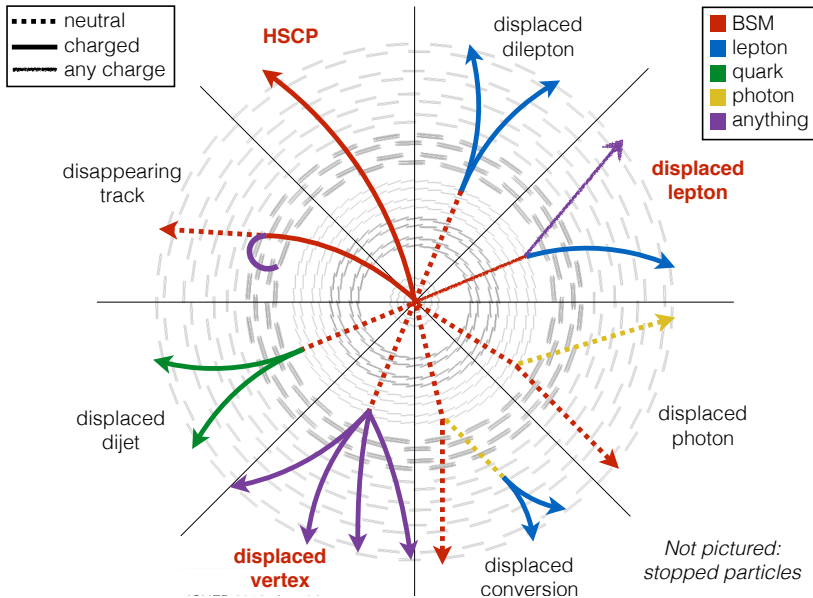 neutral
charged
any charge
HSCP
displaced
dilepton
BSM
lepton
quark
photon
anything
disappearing
track
displaced
lepton
displaced
dijet
displaced
photon
displaced
vertex
displaced
conversion
Not pictured:
stopped particles